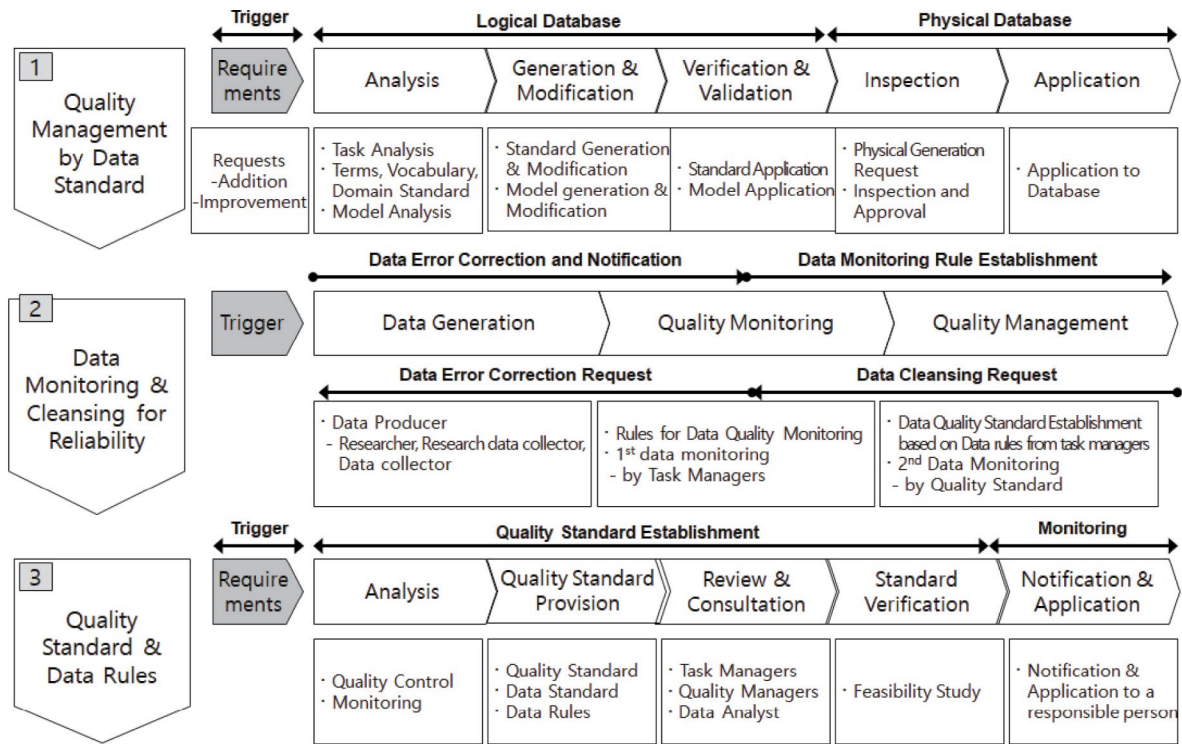 Trigger
Logical Database
Physical Database
1
Quality
Management
by Data
Standard
Require
ments
Analysis
Generation &
Modification
Verification &
Validation
Inspection
Application
Requests
-Addition
-Improvement
· Task Analysis
· Terms, Vocabulary,
Domain Standard
· Model Analysis
· Standard Generation
& Modification
· Model generation &
Modification
· Standard Application
· Model Application
· Physical Generation
Request
· Inspection and
Approval
· Application to
Database
Data Error Correction and Notification
Data Monitoring Rule Establishment
2
Data
Monitoring &
Cleansing for
Reliability
Trigger
Data Generation
Quality Monitoring
Quality Management
Data Error Correction Request
Data Cleansing Request
· Data Producer
- Researcher, Research data collector,
Data collector
· Rules for Data Quality Monitoring
· 1st data monitoring
- by Task Managers
· Data Quality Standard Establishment
based on Data rules from task managers
· 2nd Data Monitoring
- by Quality Standard
Trigger
Quality Standard Establishment
Monitoring
3
Quality
Standard &
Data Rules
Require
ments
Analysis
Quality Standard
Provision
Review &
Consultation
Standard
Verification
Notification &
Application
· Quality Control
· Monitoring
· Quality Standard
· Data Standard
· Data Rules
· Task Managers
· Quality Managers
· Data Analyst
· Feasibility Study
· Notification &
Application to a
responsible person